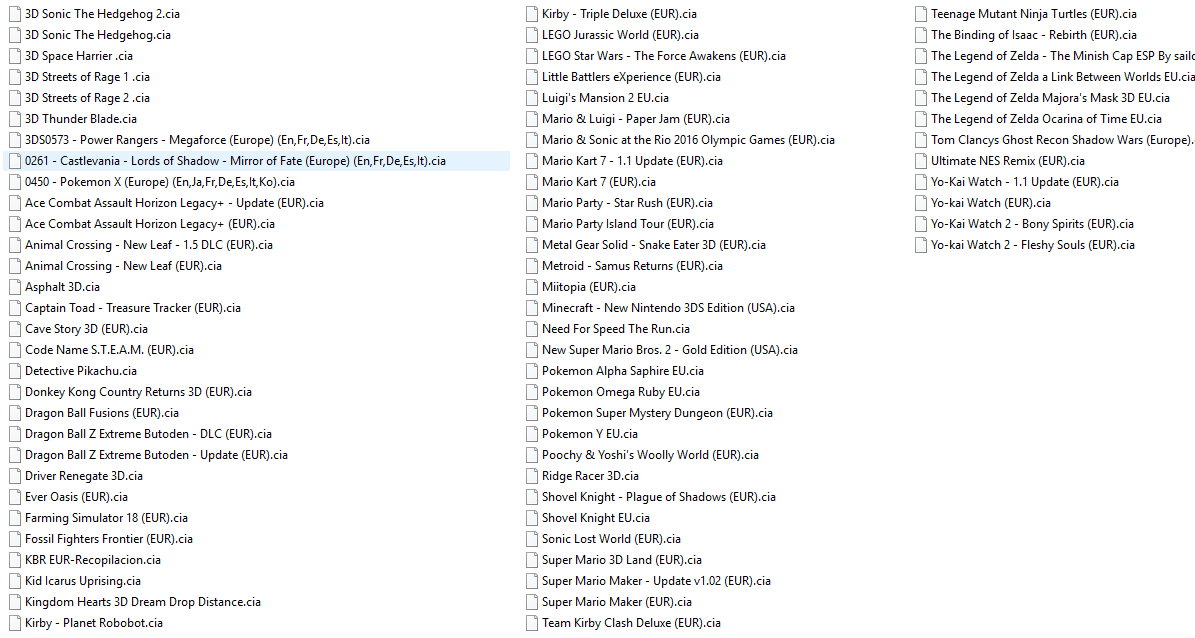 3D Sonic The Hedgehog 2.cia
3D Sonic The Hedgehog.cia
3D Space Harrier .cia
3D Streets of Rage 1 .cia
3D Streets of Rage 2 .cia
3D Thunder Blade.cia
3DS0573 - Power Rangers - Megaforce (Europe) (En,Fr,De,Es,It).cia
0261 - Castlevania - Lords of Shadow - Mirror of Fate (Europe) (En,Fr,De,Es,It).cia
0450 - Pokemon X (Europe) (En,Ja,Fr,De,Es,It,Ko).cia
Ace Combat Assault Horizon Legacy+ - Update (EUR).cia
Ace Combat Assault Horizon Legacy+ (EUR).cia
Animal Crossing - New Leaf - 1.5 DLC (EUR).cia
Animal Crossing - New Leaf (EUR).cia
Asphalt 3D.cia
Captain Toad - Treasure Tracker (EUR).cia
Cave Story 3D (EUR).cia
Code Name S.T.E.A.M. (EUR).cia
Detective Pikachu.cia
Donkey Kong Country Returns 3D (EUR).cia
Dragon Ball Fusions (EUR).cia
Dragon Ball Z Extreme Butoden - DLC (EUR).cia
Dragon Ball Z Extreme Butoden - Update (EUR).cia
Driver Renegade 3D.cia
Ever Oasis (EUR).cia
Farming Simulator 18 (EUR).cia
Fossil Fighters Frontier (EUR).cia
KBR EUR-Recopilacion.cia
Kid Icarus Uprising.cia
Kingdom Hearts 3D Dream Drop Distance.cia
Kirby - Planet Robobot.cia
Kirby - Triple Deluxe (EUR).cia
LEGO Jurassic World (EUR).cia
LEGO Star Wars - The Force Awakens (EUR).cia
Little Battlers eXperience (EUR).cia
Luigi's Mansion 2 EU.cia
Mario & Luigi - Paper Jam (EUR).cia
Mario & Sonic at the Rio 2016 Olympic Games (EUR).cia
Mario Kart 7 - 1.1 Update (EUR).cia
Mario Kart 7 (EUR).cia
Mario Party - Star Rush (EUR).cia
Mario Party Island Tour (EUR).cia
Metal Gear Solid - Snake Eater 3D (EUR).cia
Metroid - Samus Returns (EUR).cia
Miitopia (EUR).cia
Minecraft - New Nintendo 3DS Edition (USA).cia
Need For Speed The Run.cia
New Super Mario Bros. 2 - Gold Edition (USA).cia
Pokemon Alpha Saphire EU.cia
Pokemon Omega Ruby EU.cia
Pokemon Super Mystery Dungeon (EUR).cia
Pokemon Y EU.cia
Poochy & Yoshi's Woolly World (EUR).cia
Ridge Racer 3D.cia
Shovel Knight - Plague of Shadows (EUR).cia
Shovel Knight EU.cia
Sonic Lost World (EUR).cia
Super Mario 3D Land (EUR).cia
Super Mario Maker - Update v1.02 (EUR).cia
Super Mario Maker (EUR).cia
Team Kirby Clash Deluxe (EUR).cia
Teenage Mutant Ninja Turtles (EUR).cia
The Binding of Isaac - Rebirth (EUR).cia
The Legend of Zelda - The Minish Cap ESP By sailo
The Legend of Zelda a Link Between Worlds EU.cia
The Legend of Zelda Majora's Mask 3D EU.cia
The Legend of Zelda Ocarina of Time EU.cia
Tom Clancys Ghost Recon Shadow Wars (Europe).
Ultimate NES Remix (EUR).cia
Yo-Kai Watch - 1.1 Update (EUR).cia
Yo-kai Watch (EUR).cia
Yo-Kai Watch 2 - Bony Spirits (EUR).cia
Yo-kai Watch 2 - Fleshy Souls (EUR).cia